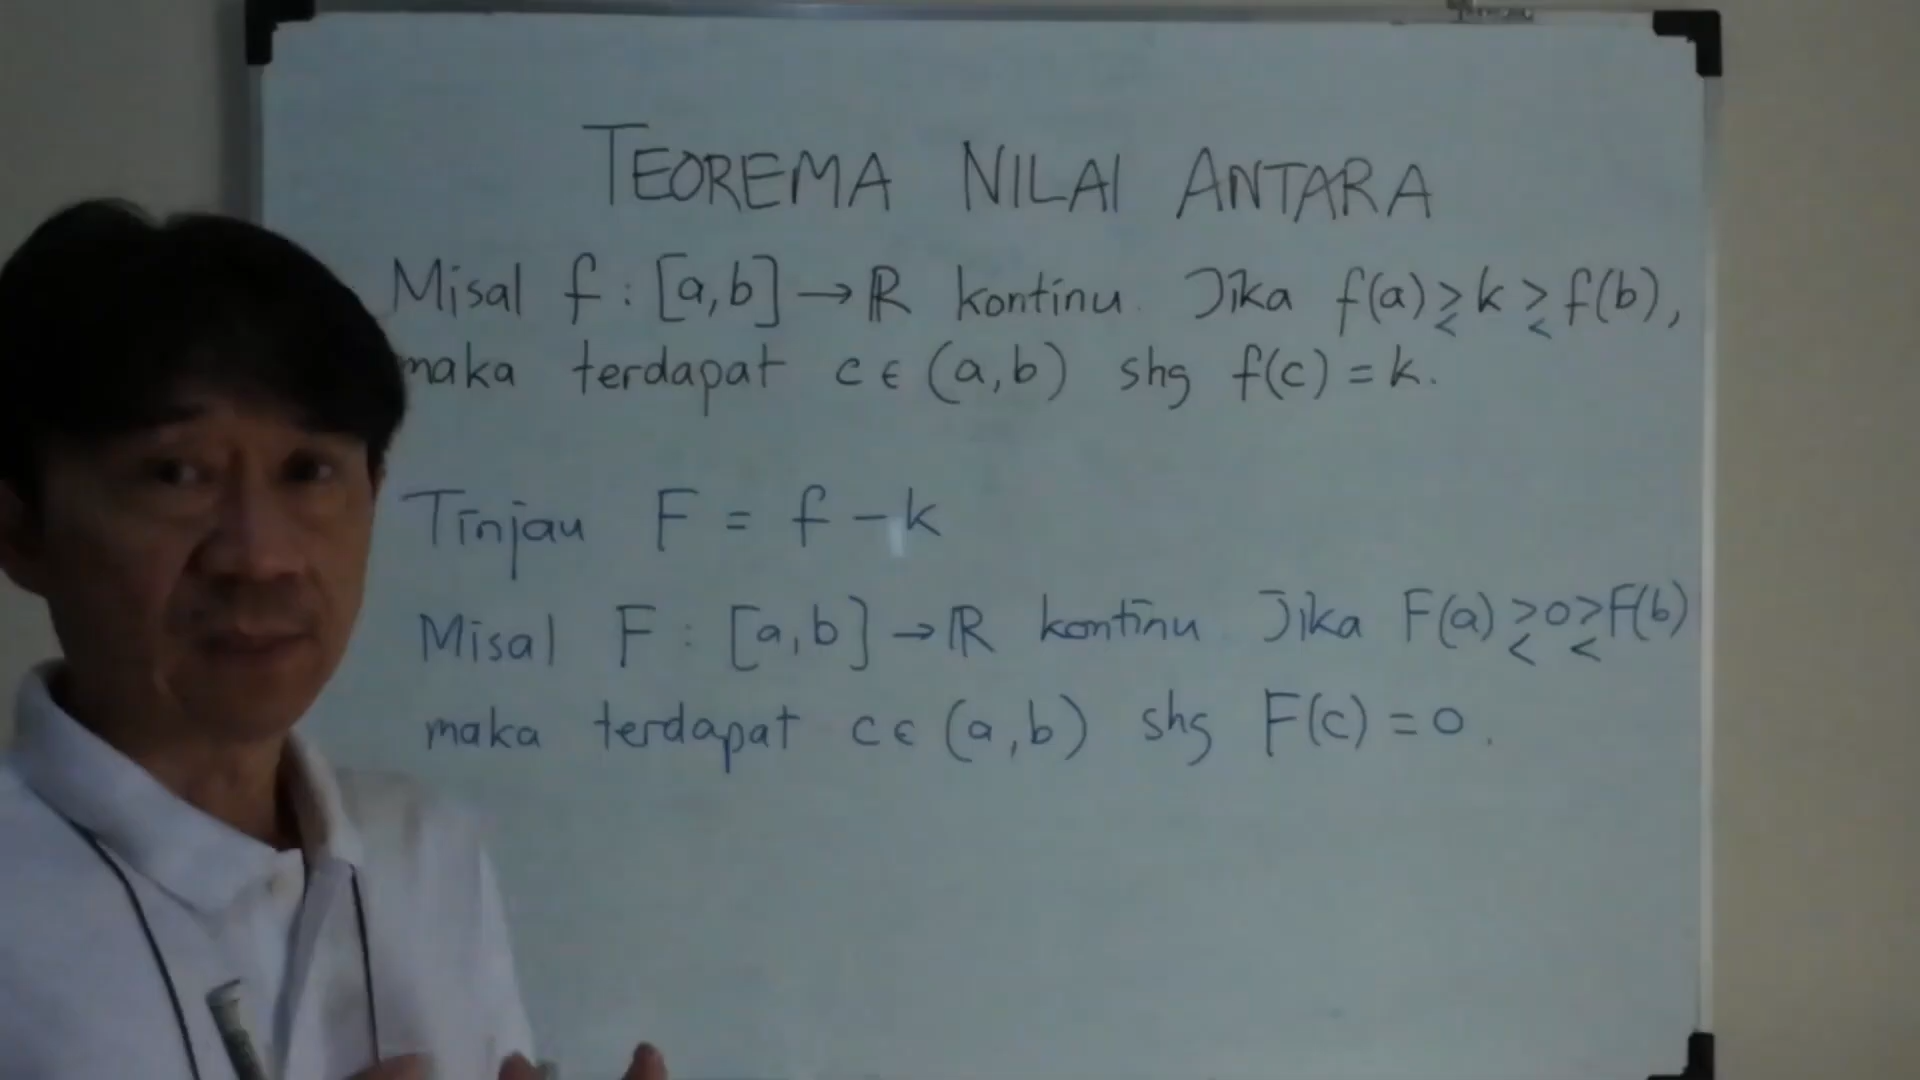 TEOREMA NILAI ANTARA
Misal f : [a,b] → ℝ kontinu. Jika f(a) ≷ k ≷ f(b),
maka terdapat c ∈ (a,b) shg f(c) = k.
Tinjau F = f - k
Misal F : [a,b] → ℝ kontinu Jika F(a) ≷ 0 ≷ F(b)
maka terdapat c ∈ (a,b) shg F(c) = 0.